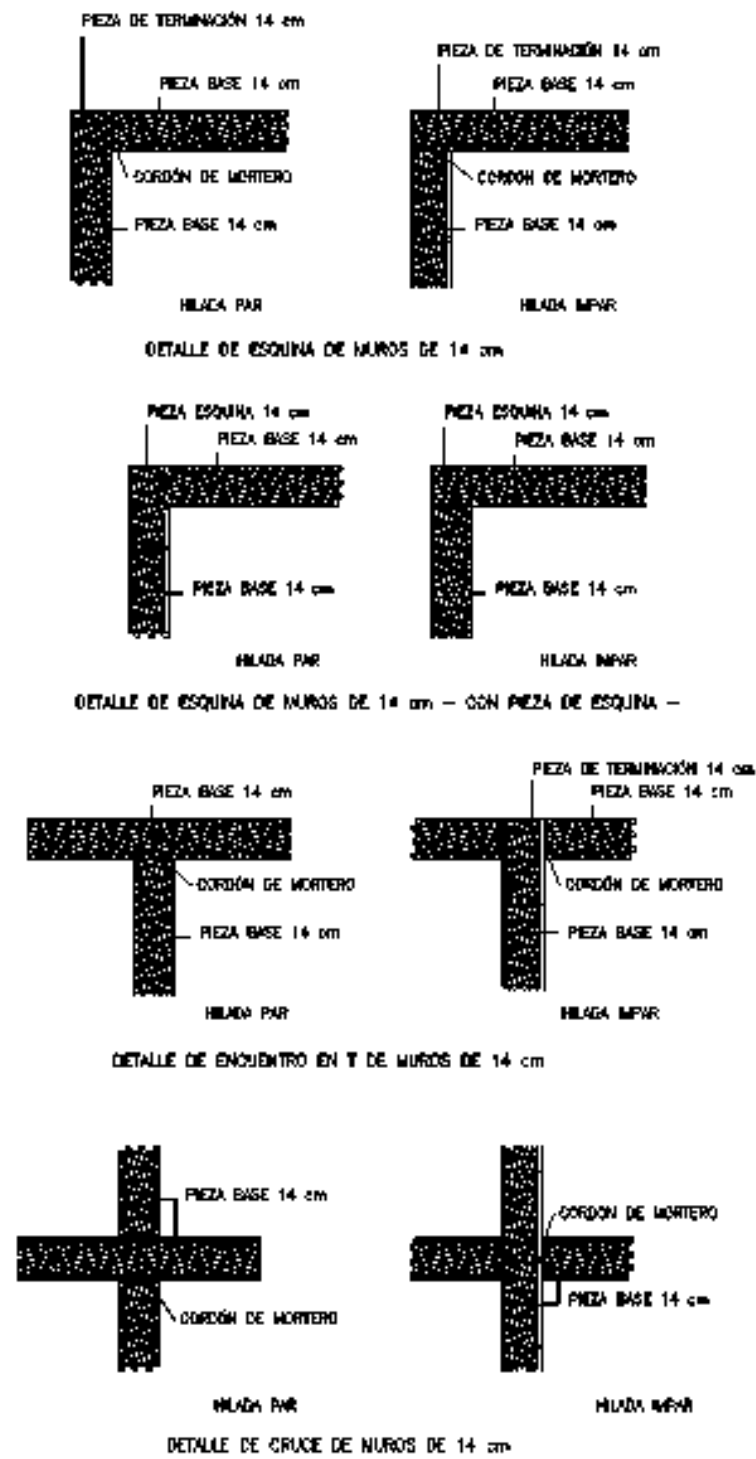 PIEZA DE TERMINACIÓN 14 cm
PIEZA BASE 14 cm
CORDÓN DE MORTERO
PIEZA BASE 14 cm
HILADA PAR
PIEZA DE TERMINACIÓN 14 cm
PIEZA BASE 14 cm
CORDON DE MORTERO
PIEZA BASE 14 cm
HILADA IMPAR
DETALLE DE ESQUINA DE MUROS DE 14 cm
PIEZA ESQUINA 14 cm
PIEZA BASE 14 cm
PIEZA BASE 14 cm
HILADA PAR
PIEZA ESQUINA 14 cm
PIEZA BASE 14 cm
PIEZA BASE 14 cm
HILADA IMPAR
DETALLE DE ESQUINA DE MUROS DE 14 cm – CON PIEZA DE ESQUINA –
PIEZA BASE 14 cm
CORDÓN DE MORTERO
PIEZA BASE 14 cm
HILADA PAR
PIEZA DE TERMINACIÓN 14 cm
PIEZA BASE 14 cm
CORDÓN DE MORTERO
PIEZA BASE 14 cm
HILADA IMPAR
DETALLE DE ENCUENTRO EN T DE MUROS DE 14 cm
PIEZA BASE 14 cm
CORDÓN DE MORTERO
HILADA PAR
CORDON DE MORTERO
PIEZA BASE 14 cm
HILADA IMPAR
DETALLE DE CRUCE DE MUROS DE 14 cm